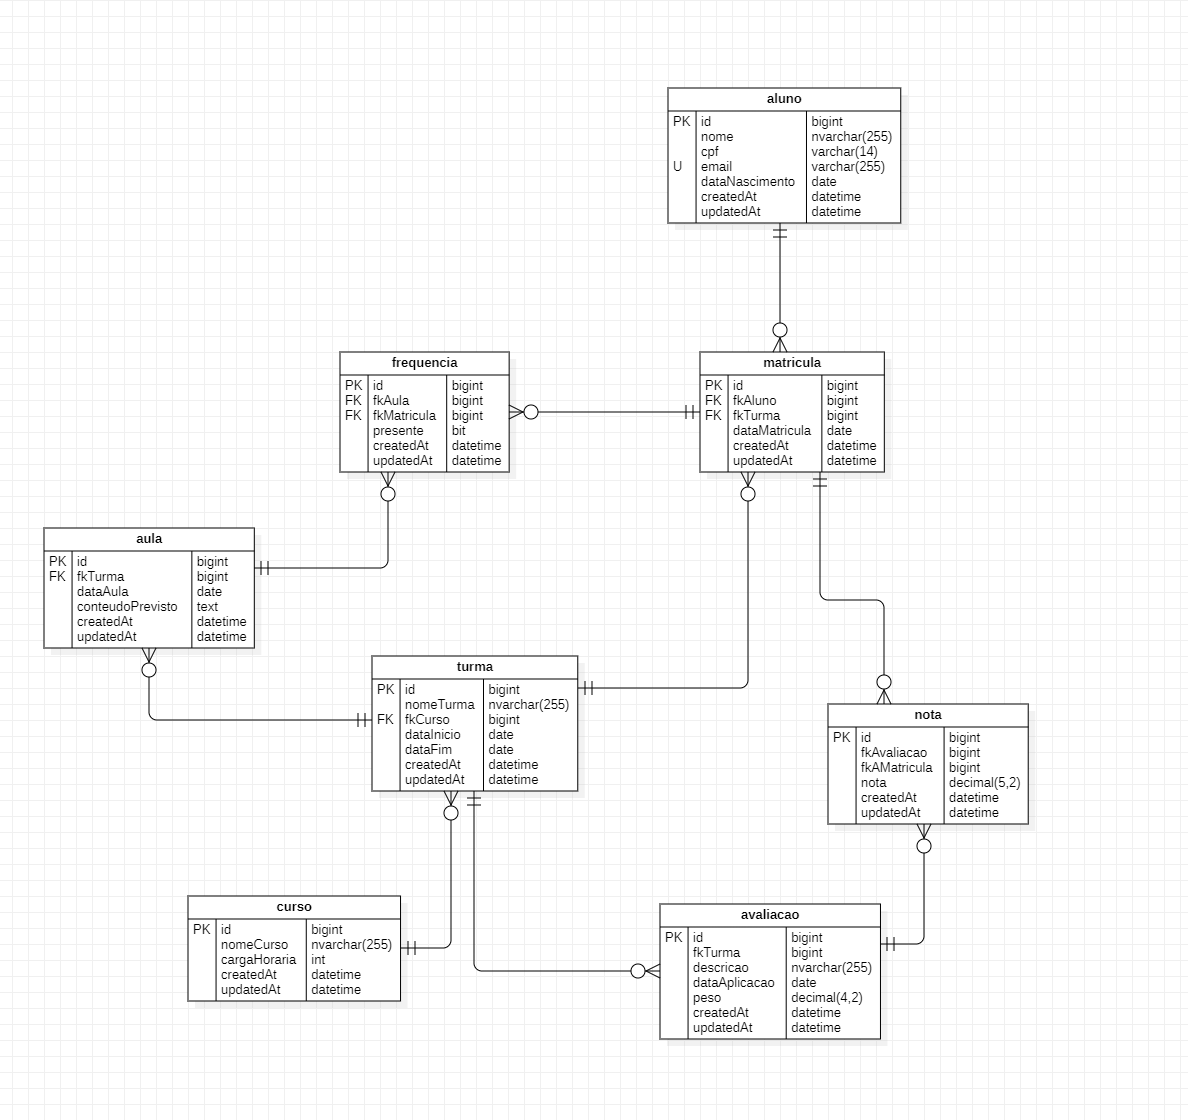 aluno
PK id bigint
nome nvarchar(255)
cpf varchar(14)
U email varchar(255)
dataNascimento date
createdAt datetime
updatedAt datetime
frequencia
PK id bigint
FK fkAula bigint
FK fkMatricula bigint
presente bit
createdAt datetime
updatedAt datetime
matricula
PK id bigint
FK fkAluno bigint
FK fkTurma bigint
dataMatricula date
createdAt datetime
updatedAt datetime
aula
PK id bigint
FK fkTurma bigint
dataAula date
conteudoPrevisto text
createdAt datetime
updatedAt datetime
turma
PK id bigint
nomeTurma nvarchar(255)
FK fkCurso bigint
dataInicio date
dataFim date
createdAt datetime
updatedAt datetime
nota
PK id bigint
fkAvaliacao bigint
fkAMatricula bigint
nota decimal(5,2)
createdAt datetime
updatedAt datetime
curso
PK id bigint
nomeCurso nvarchar(255)
cargaHoraria int
createdAt datetime
updatedAt datetime
avaliacao
PK id bigint
fkTurma bigint
descricao nvarchar(255)
dataAplicacao date
peso decimal(4,2)
createdAt datetime
updatedAt datetime